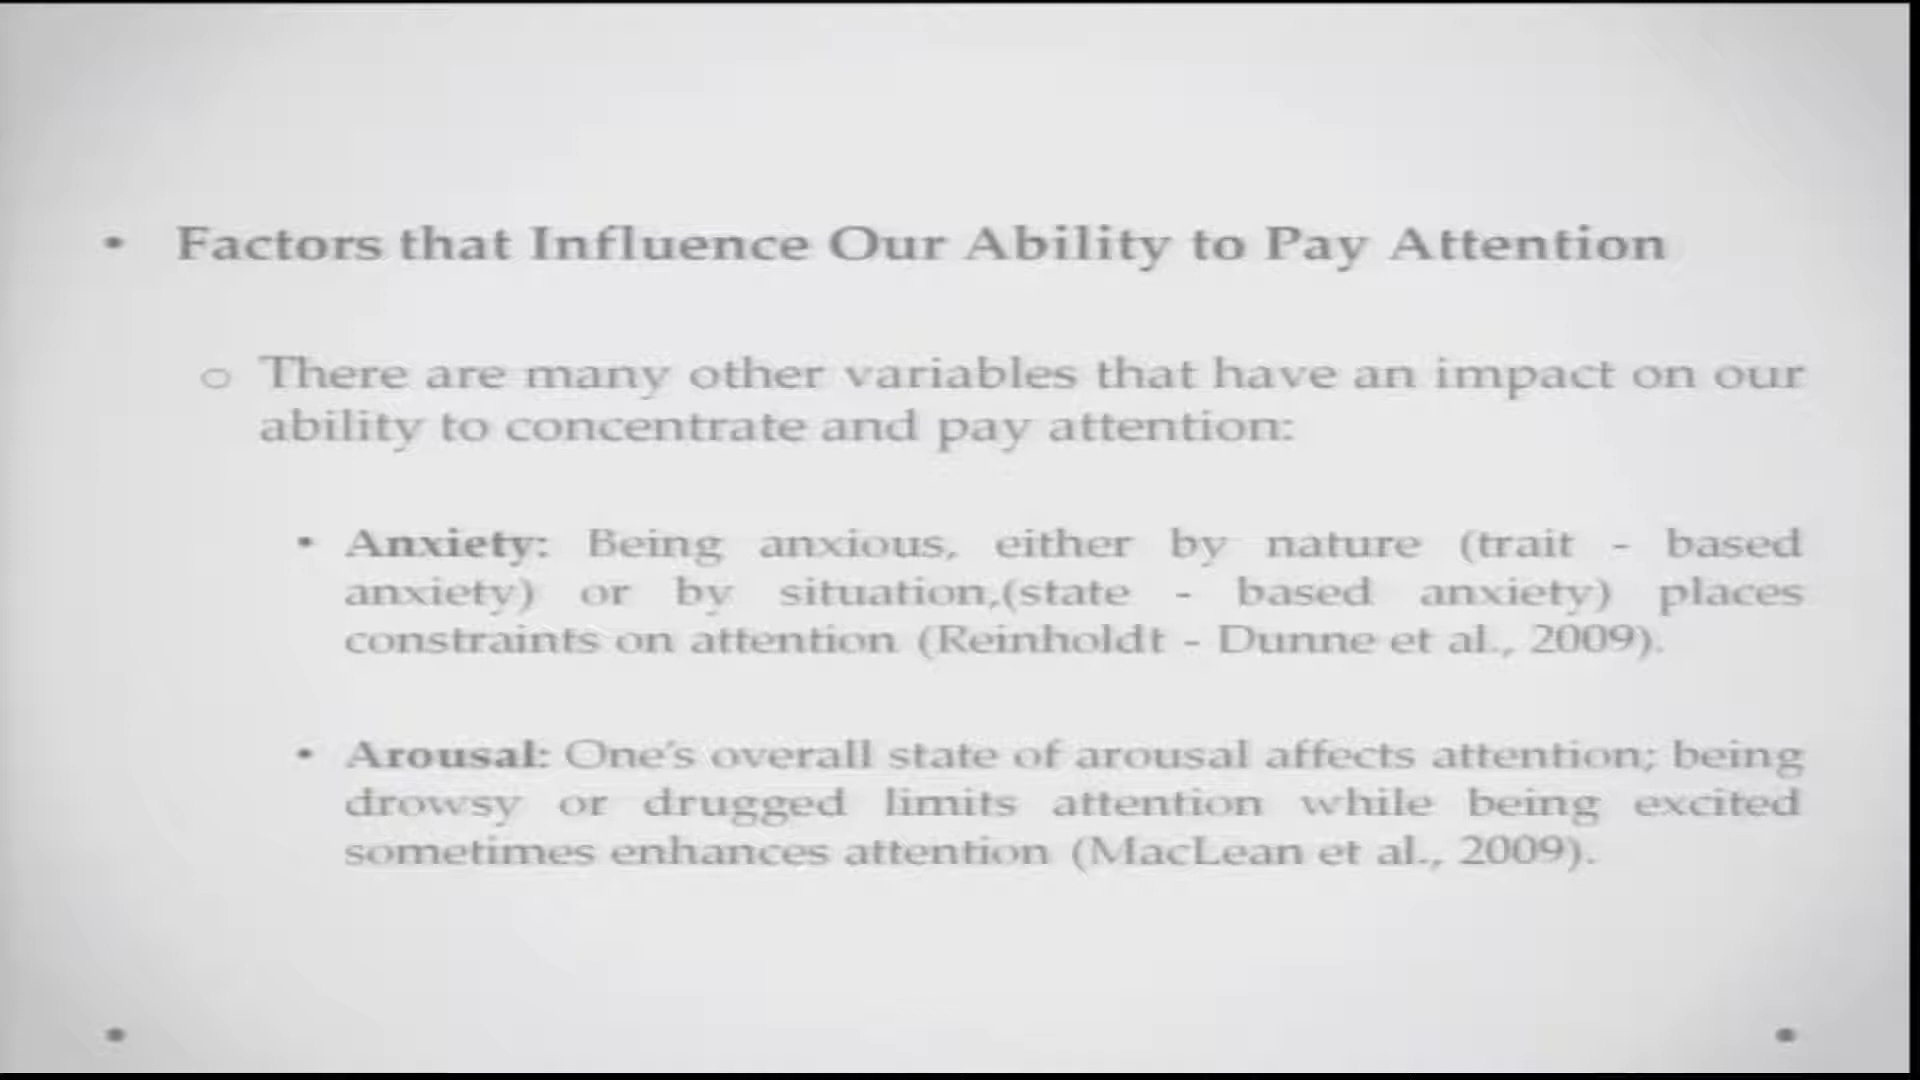 • Factors that Influence Our Ability to Pay Attention
o There are many other variables that have an impact on our
ability to concentrate and pay attention:
• Anxiety: Being anxious, either by nature (trait - based
anxiety) or by situation,(state - based anxiety) places
constraints on attention (Reinholdt - Dunne et al., 2009).
• Arousal: One's overall state of arousal affects attention; being
drowsy or drugged limits attention while being excited
sometimes enhances attention (MacLean et al., 2009).